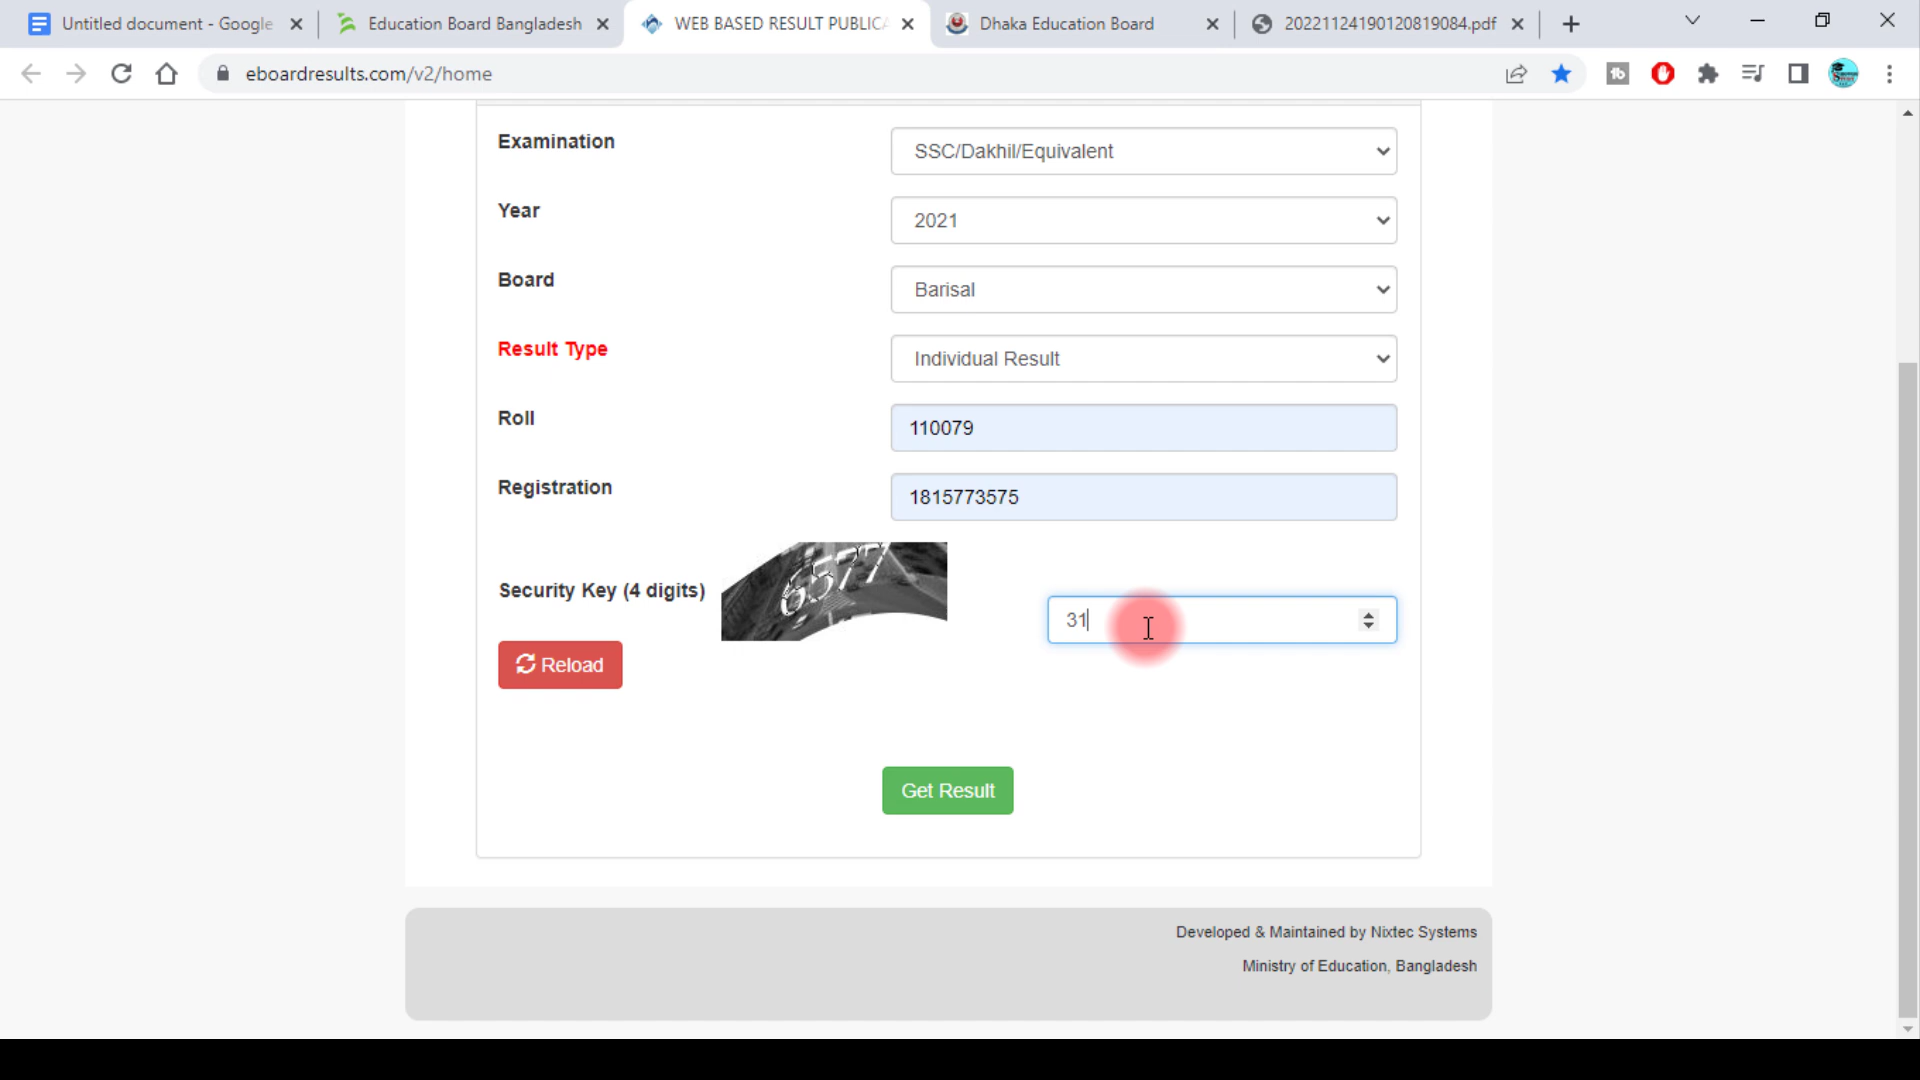 Untitled document - Google
Education Board Bangladesh
WEB BASED RESULT PUBLICA
Dhaka Education Board
20221124190120819084.pdf
eboardresults.com/v2/home
Examination
SSC/Dakhil/Equivalent
Year
2021
Board
Barisal
Result Type
Individual Result
Roll
110079
Registration
1815773575
Security Key (4 digits)
6577
31
Reload
Get Result
Developed & Maintained by Nixtec Systems
Ministry of Education, Bangladesh